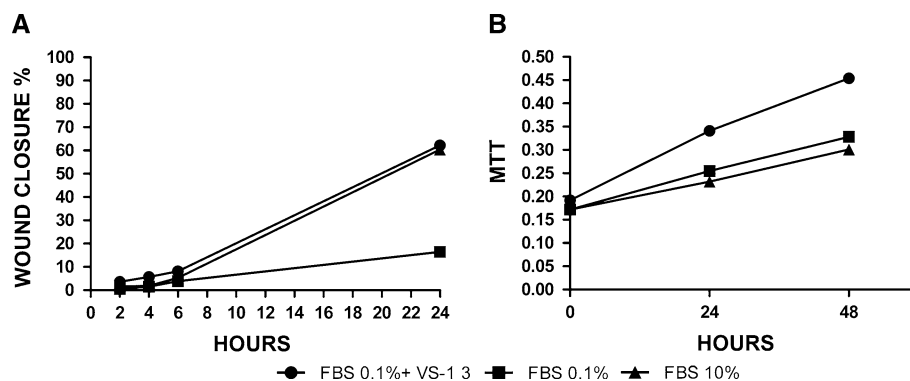 A
B
WOUND CLOSURE %
100
90
80
70
60
50
40
30
20
10
0
0 2 4 6 8 10 12 14 16 18 20 22 24
HOURS
MTT
0.50
0.45
0.40
0.35
0.30
0.25
0.20
0.15
0.10
0.05
0.00
0 24 48
HOURS
FBS 0.1%+ VS-1 3 FBS 0.1% FBS 10%